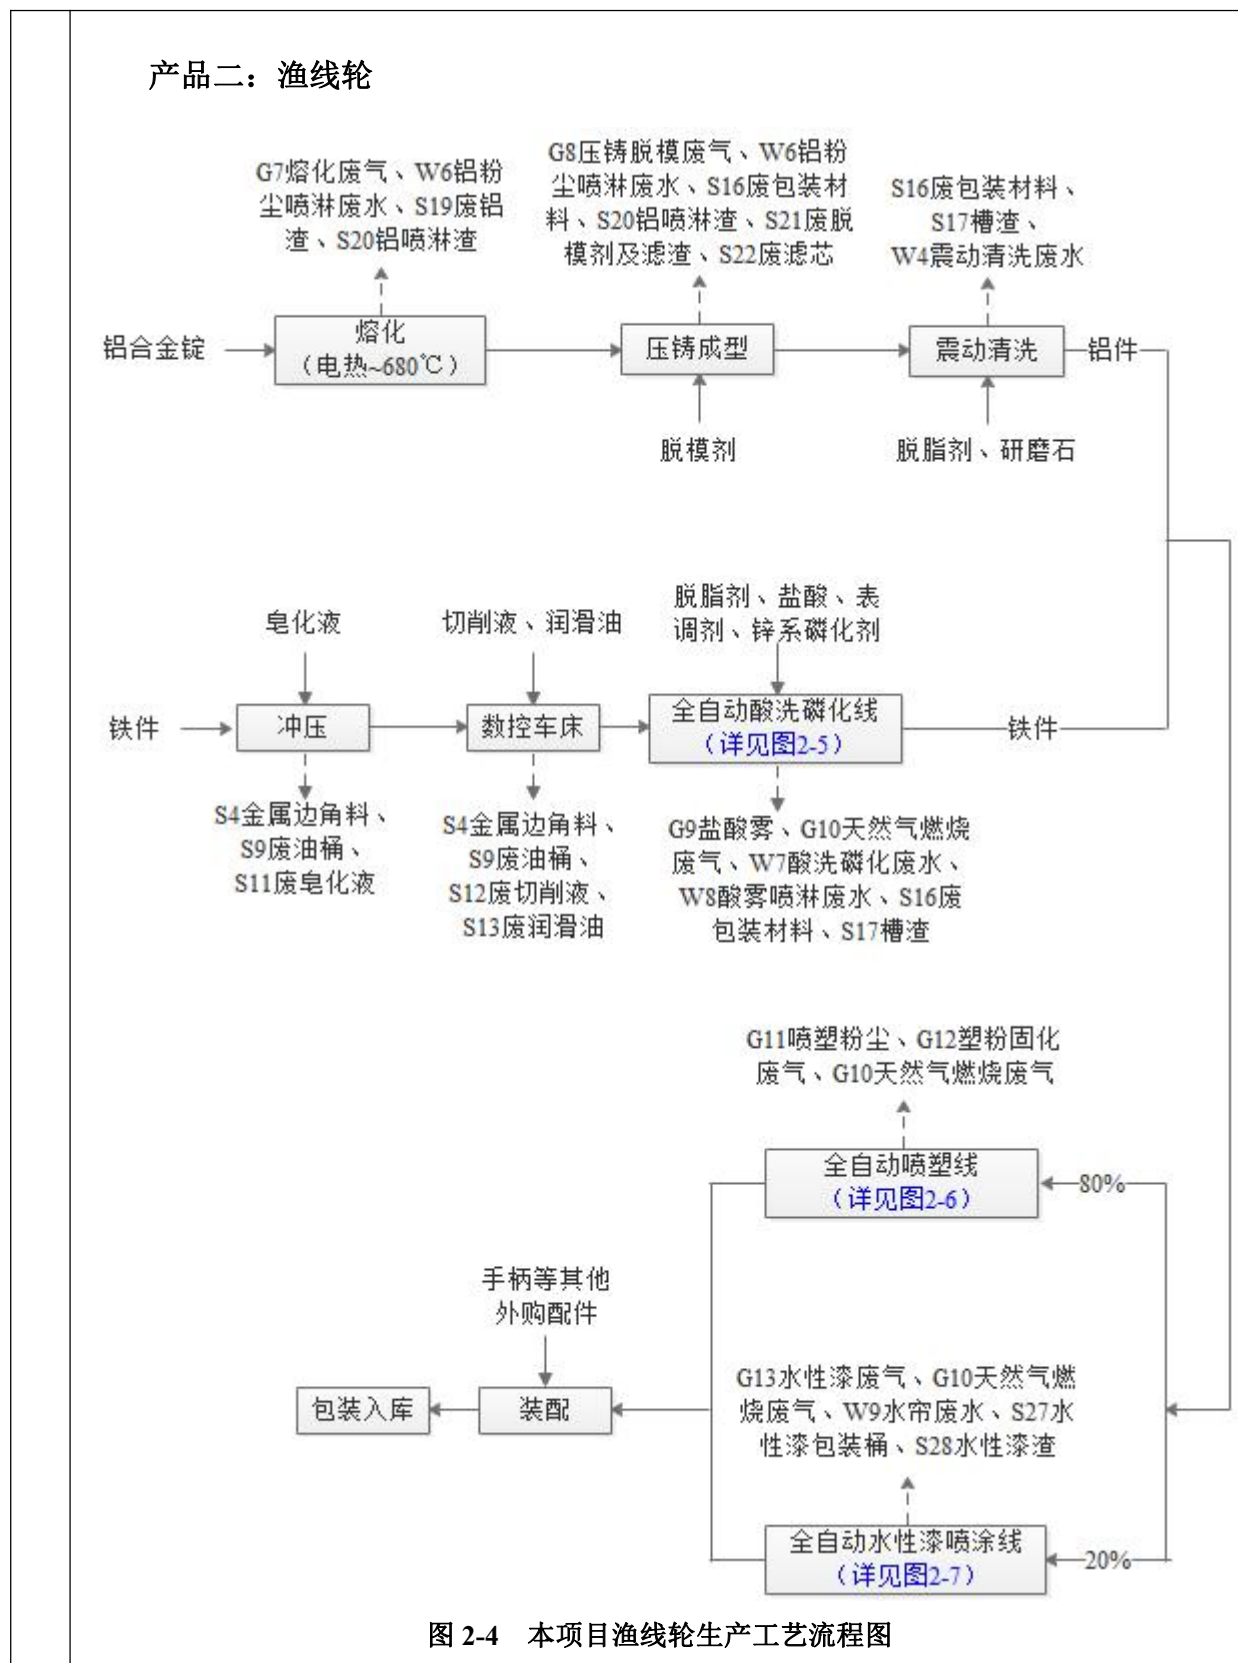 产品二：渔线轮
G7熔化废气、W6铝粉
尘喷淋废水、S19废铝
渣、S20铝喷淋渣
G8压铸脱模废气、W6铝粉
尘喷淋废水、S16废包装材
料、S20铝喷淋渣、S21废脱
模剂及滤渣、S22废滤芯
S16废包装材料、
S17槽渣、
W4震动清洗废水
铝合金锭
熔化
（电热~680℃）
压铸成型
震动清洗
铝件
脱模剂
脱脂剂、研磨石
皂化液
切削液、润滑油
脱脂剂、盐酸、表
调剂、锌系磷化剂
铁件
冲压
数控车床
全自动酸洗磷化线
（详见图2-5）
铁件
S4金属边角料、
S9废油桶、
S11废皂化液
S4金属边角料、
S9废油桶、
S12废切削液、
S13废润滑油
G9盐酸雾、G10天然气燃烧
废气、W7酸洗磷化废水、
W8酸雾喷淋废水、S16废
包装材料、S17槽渣
G11喷塑粉尘、G12塑粉固化
废气、G10天然气燃烧废气
全自动喷塑线
（详见图2-6）
80%
手柄等其他
外购配件
G13水性漆废气、G10天然气燃
烧废气、W9水帘废水、S27水
性漆包装桶、S28水性漆渣
包装入库
装配
全自动水性漆喷涂线
（详见图2-7）
20%
图 2-4 本项目渔线轮生产工艺流程图